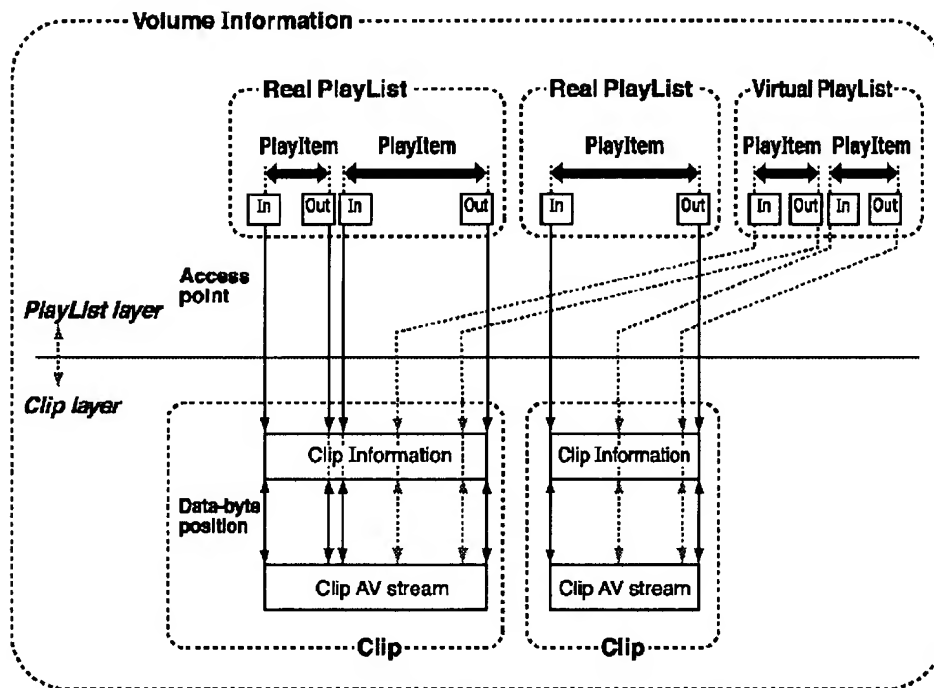 Volume Information
Real PlayList
Real PlayList
Virtual PlayList
PlayItem
PlayItem
PlayItem
PlayItem
PlayItem
In
Out
In
Out
In
Out
In
Out
In
Out
Access
point
PlayList layer
Clip layer
Clip Information
Clip Information
Data-byte
position
Clip AV stream
Clip AV stream
Clip
Clip